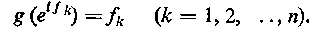 g (e^{i f k}) = f_k (k = 1, 2, . ., n).